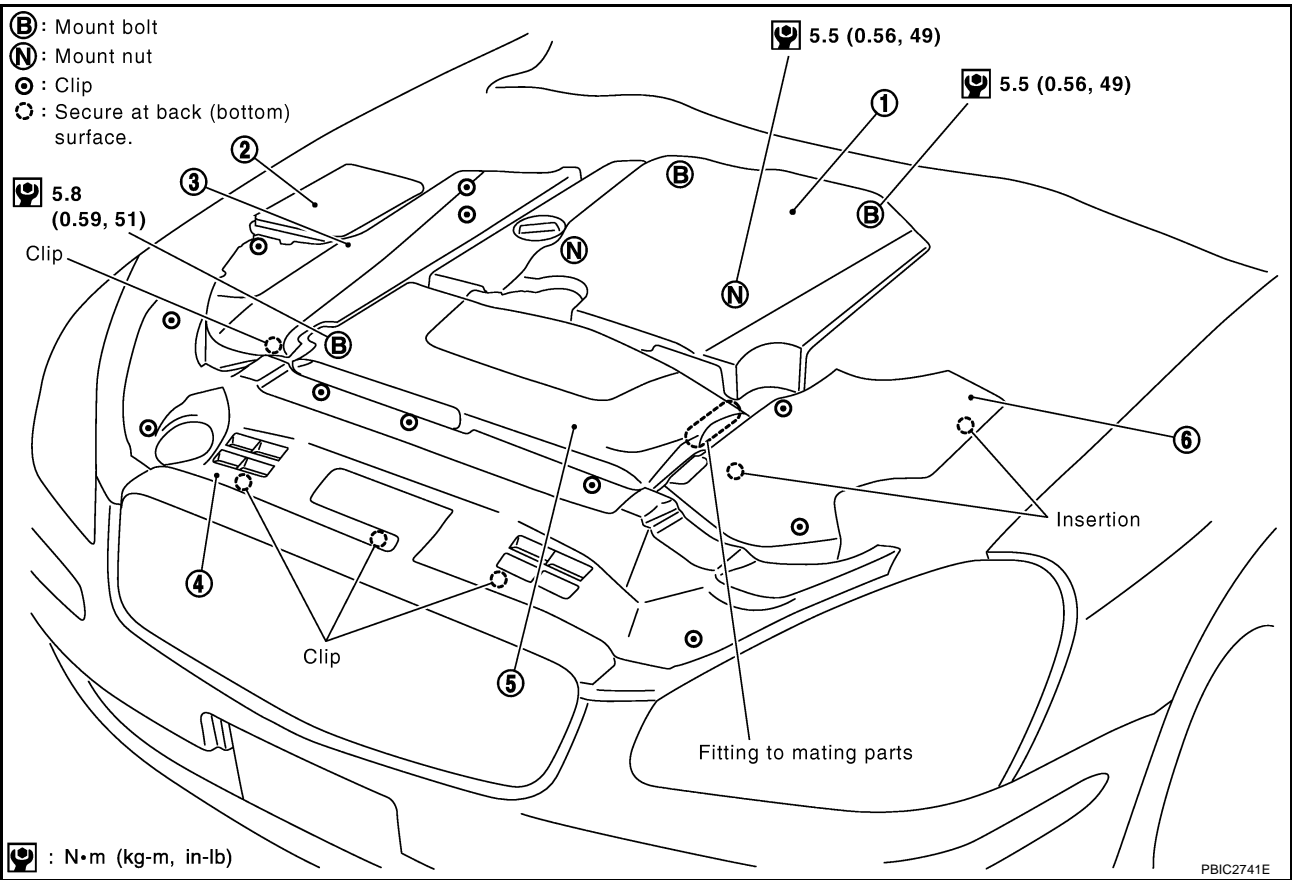 Ⓑ : Mount bolt
Ⓝ : Mount nut
: Clip
: Secure at back (bottom)
surface.
5.5 (0.56, 49)
5.5 (0.56, 49)
①
②
③
5.8
(0.59, 51)
Clip
B
B
N
N
B
⑥
Insertion
④
Clip
⑤
Fitting to mating parts
: N•m (kg-m, in-lb)
PBIC2741E